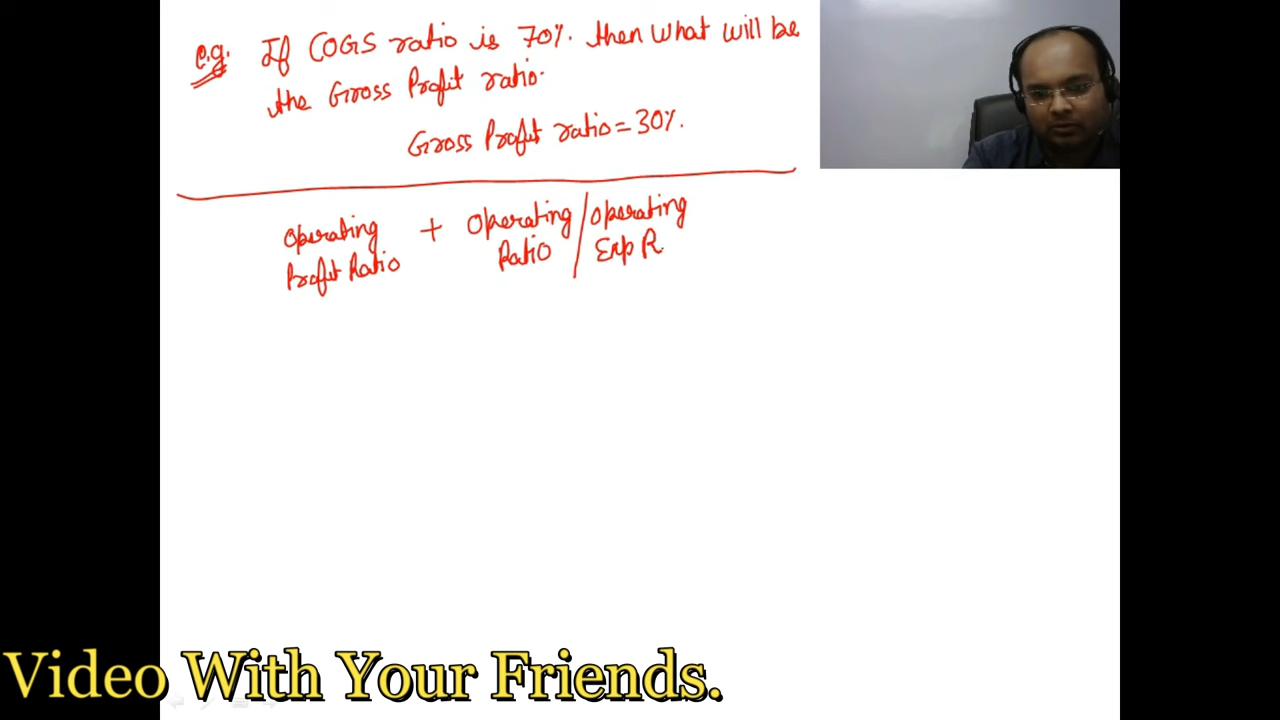 e.g. If COGS ratio is 70%. then what will be
the Gross Profit ratio.
Gross Profit ratio = 30%.
Operating Profit Ratio + Operating Ratio / Operating Exp R.
Video With Your Friends.